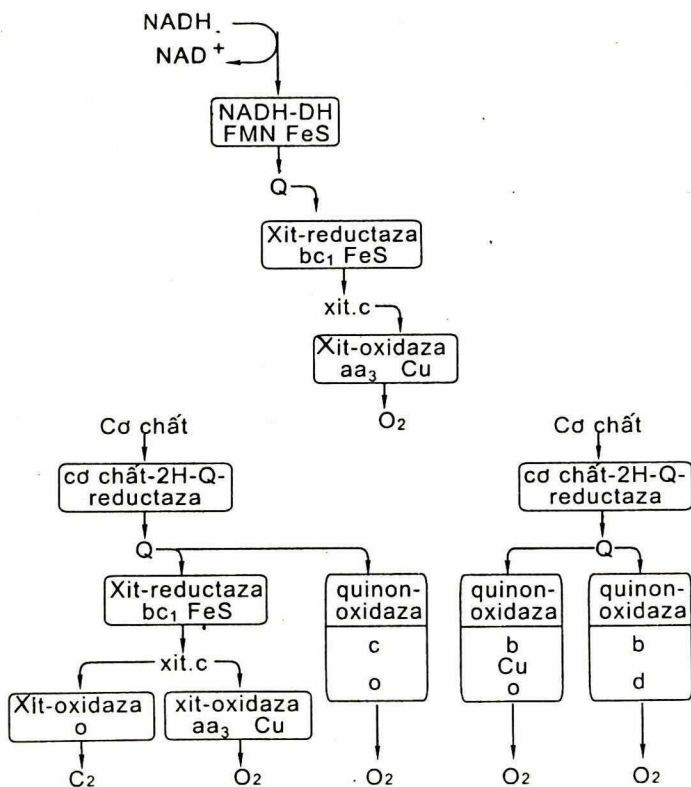 NADH
NAD+
NADH-DH
FMN FeS
Q
Xit-reductaza
bc₁ FeS
xit.c
Xit-oxidaza
aa₃ Cu
O₂
Cơ chất
cơ chất-2H-Q-
reductaza
Q
Xit-reductaza
bc₁ FeS
xit.c
Xit-oxidaza
o
C₂
xit-oxidaza
aa₃ Cu
O₂
quinon-
oxidaza
c
o
O₂
Cơ chất
cơ chất-2H-Q-
reductaza
Q
quinon-
oxidaza
b
Cu
o
O₂
quinon-
oxidaza
b
d
O₂